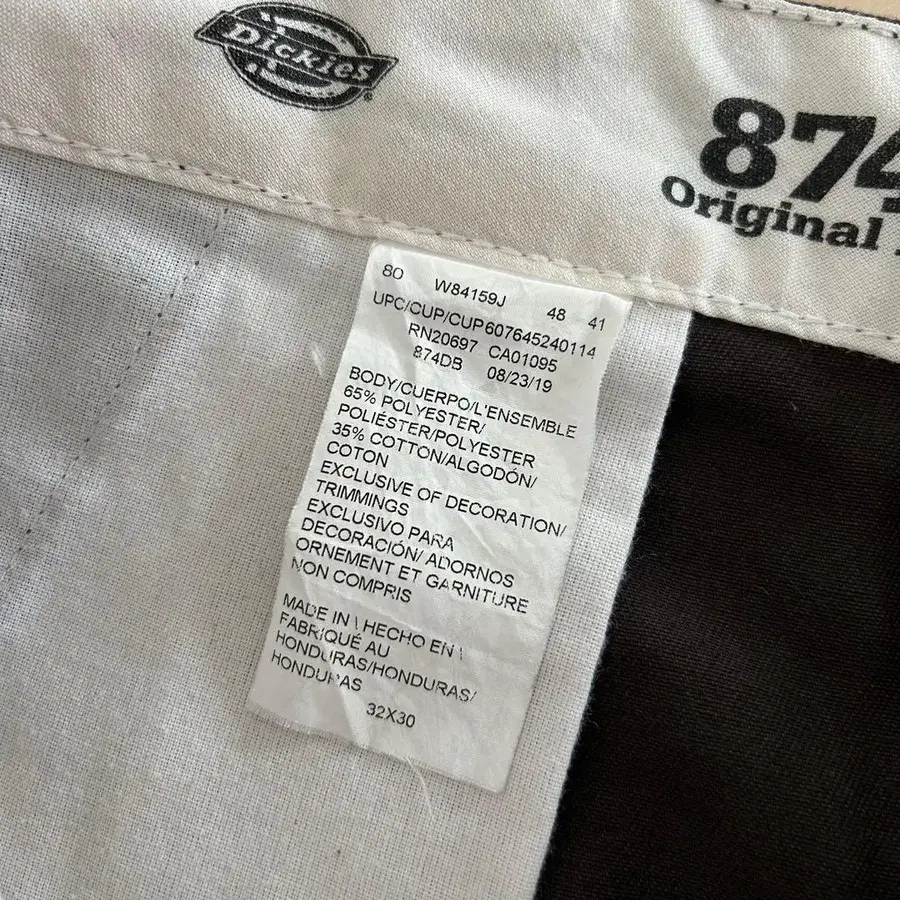 Dickies
874
Original
80 W84159J 48 41
UPC/CUP/CUP607645240114
RN20697 CA01095
874DB 08/23/19
BODY/CUERPO/L'ENSEMBLE
65% POLYESTER/
POLIÉSTER/POLYESTER
35% COTTON/ALGODÓN/
COTON
EXCLUSIVE OF DECORATION/
TRIMMINGS
EXCLUSIVO PARA
DECORACIÓN/ ADORNOS
ORNEMENT ET GARNITURE
NON COMPRIS
MADE IN \ HECHO EN \
FABRIQUÉ AU
HONDURAS/HONDURAS/
HONDURAS
32X30